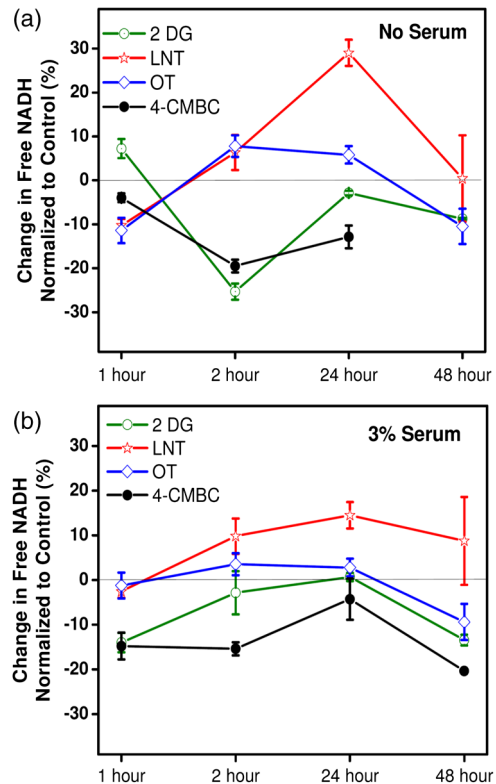 (a)
No Serum
2 DG
LNT
OT
4-CMBC
Change in Free NADH
Normalized to Control (%)
30
20
10
0
-10
-20
-30
1 hour
2 hour
24 hour
48 hour
(b)
3% Serum
2 DG
LNT
OT
4-CMBC
Change in Free NADH
Normalized to Control (%)
30
20
10
0
-10
-20
-30
1 hour
2 hour
24 hour
48 hour